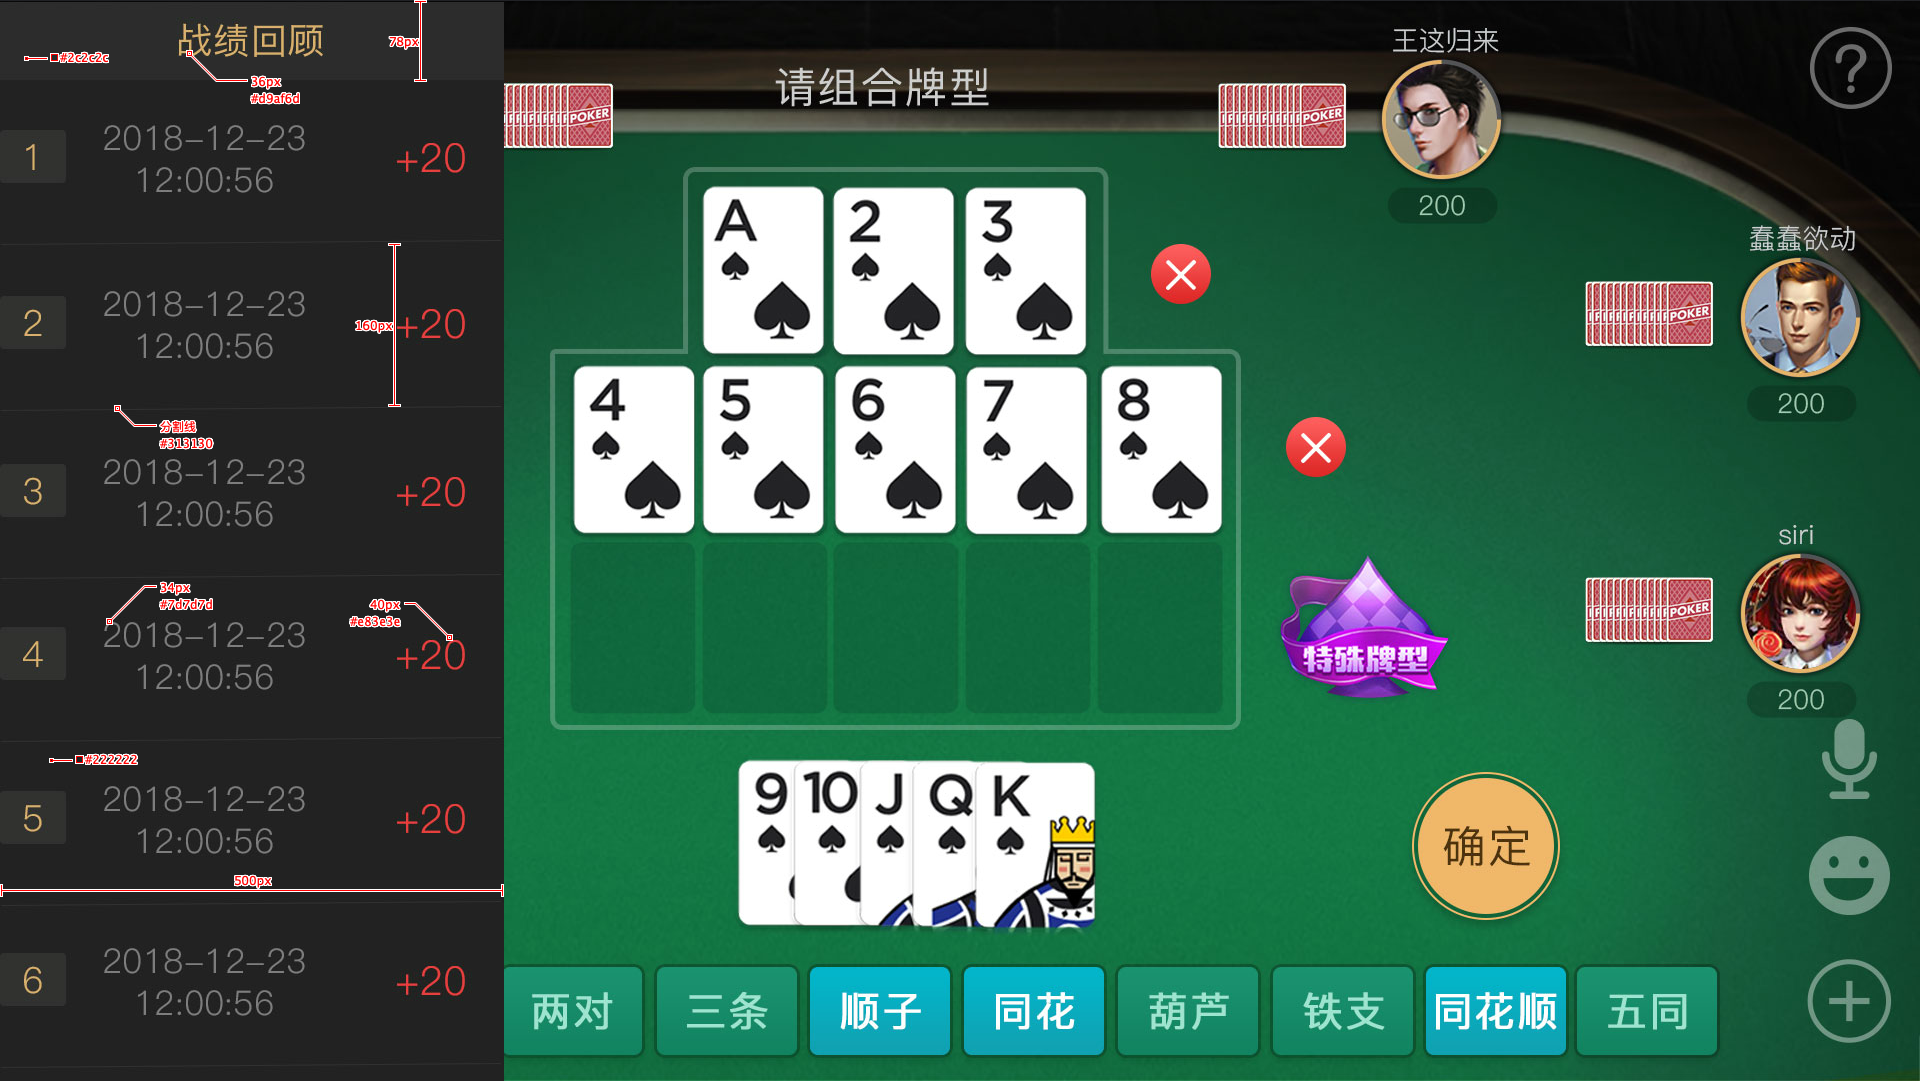 战绩回顾
78px
#2c2c2c
36px
#d9af6d
1
2018-12-23
12:00:56
+20
2
2018-12-23
12:00:56
160px
+20
分割线
#313130
3
2018-12-23
12:00:56
+20
34px
#7d7d7d
40px
#e83e3e
4
2018-12-23
12:00:56
+20
#222222
5
2018-12-23
12:00:56
+20
500px
6
2018-12-23
12:00:56
+20
请组合牌型
POKER
POKER
王这归来
200
?
A
2
3
蠢蠢欲动
POKER
200
4
5
6
7
8
siri
POKER
200
特殊牌型
9
10
J
Q
K
确定
两对
三条
顺子
同花
葫芦
铁支
同花顺
五同